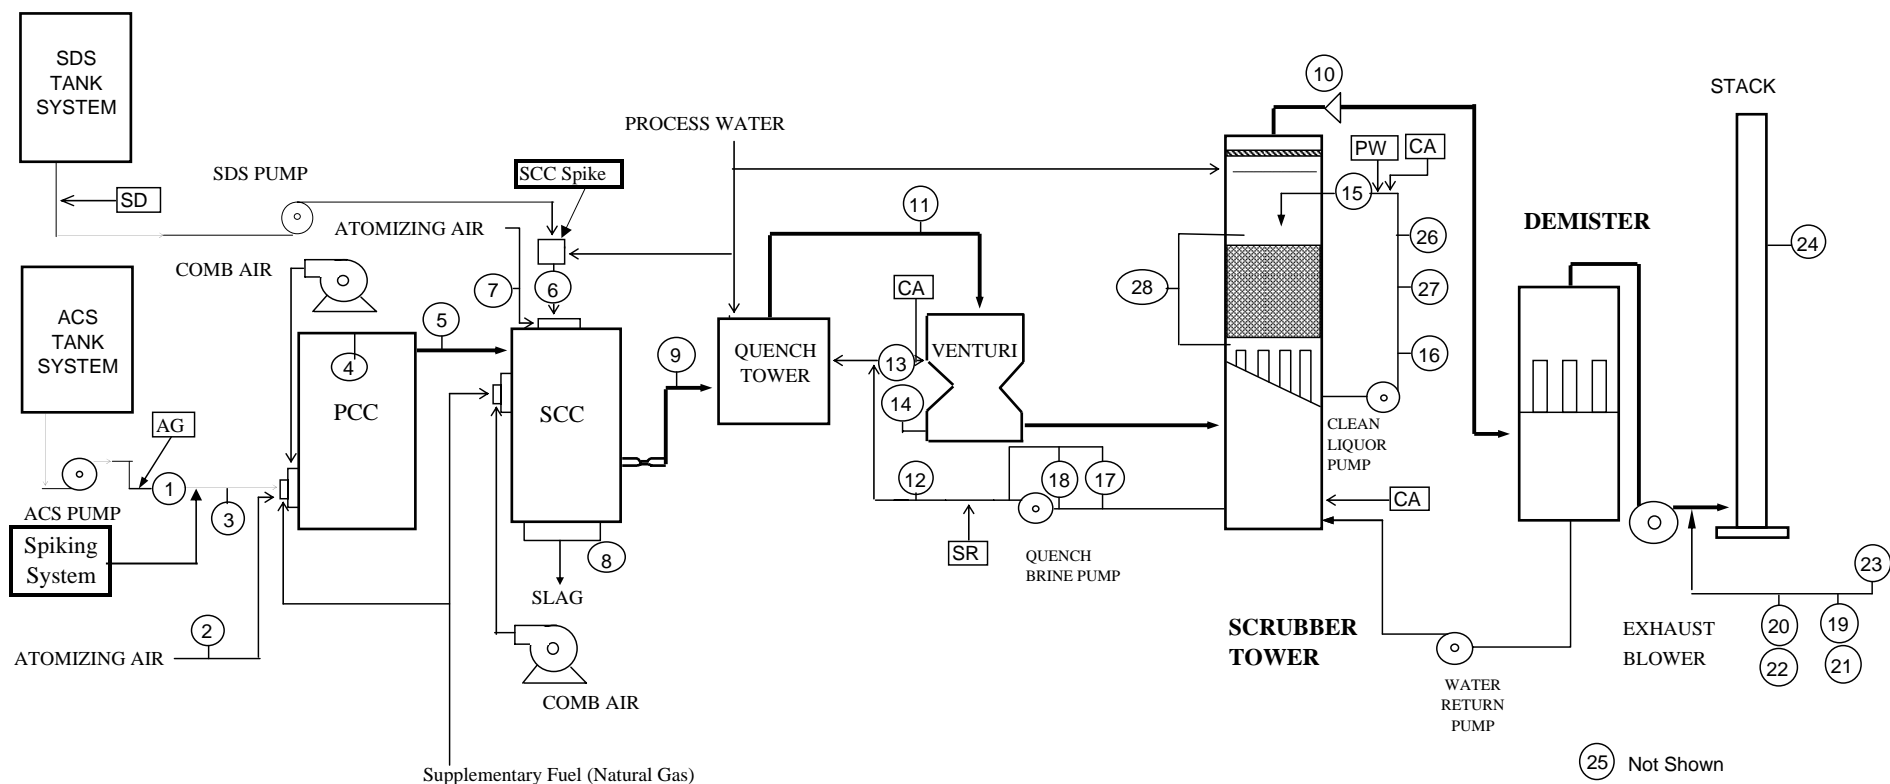 SDS
TANK
SYSTEM
SD
SDS PUMP
SCC Spike
PROCESS WATER
10
STACK
PW
CA
15
ATOMIZING AIR
COMB AIR
7
6
11
CA
28
26
27
16
DEMISTER
24
ACS
TANK
SYSTEM
5
4
PCC
SCC
9
QUENCH
TOWER
13
VENTURI
14
CLEAN
LIQUOR
PUMP
AG
1
3
ACS PUMP
Spiking
System
12
18
17
CA
SR
QUENCH
BRINE PUMP
8
SLAG
2
ATOMIZING AIR
COMB AIR
SCRUBBER
TOWER
WATER
RETURN
PUMP
EXHAUST
BLOWER
23
20
19
22
21
25 Not Shown
Supplementary Fuel (Natural Gas)